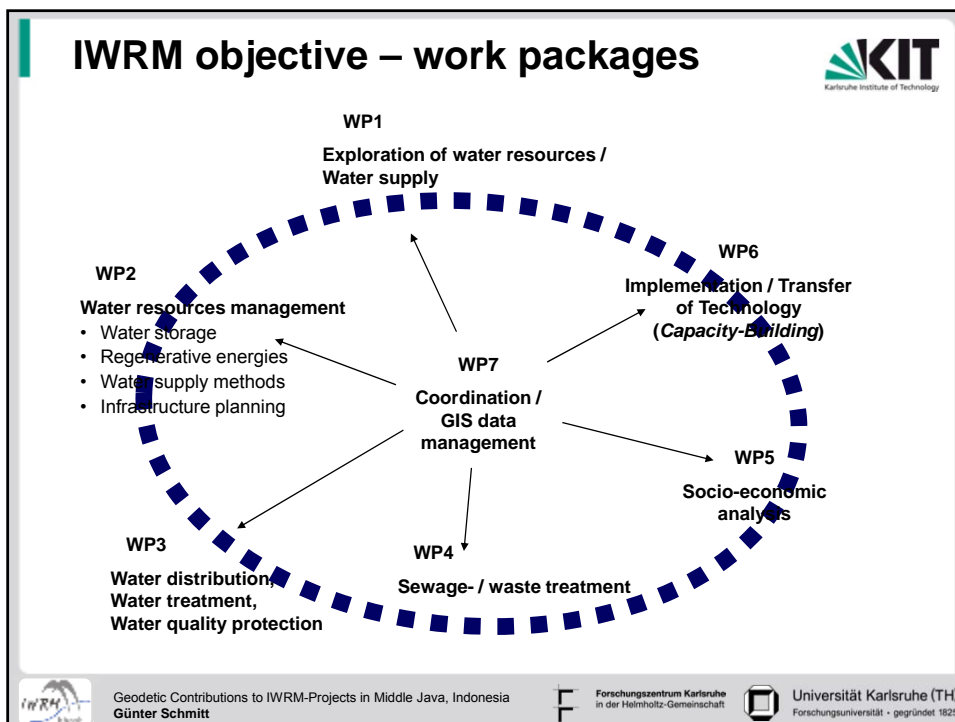 IWRM objective – work packages
KIT
Karlsruhe Institute of Technology
WP1
Exploration of water resources /
Water supply
WP2
Water resources management
• Water storage
• Regenerative energies
• Water supply methods
• Infrastructure planning
WP6
Implementation / Transfer
of Technology
(Capacity-Building)
WP7
Coordination /
GIS data
management
WP5
Socio-economic
analysis
WP3
Water distribution,
Water treatment,
Water quality protection
WP4
Sewage- / waste treatment
IWRM
Geodetic Contributions to IWRM-Projects in Middle Java, Indonesia
Günter Schmitt
Forschungszentrum Karlsruhe
in der Helmholtz-Gemeinschaft
Universität Karlsruhe (TH)
Forschungsuniversität • gegründet 1825